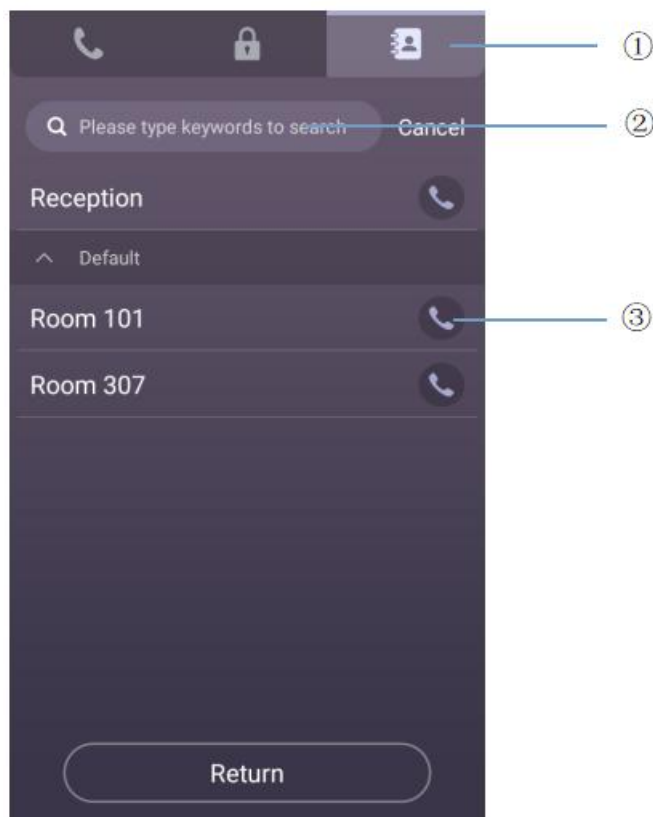 ①
Please type keywords to search Cancel ②
Reception
Default
Room 101 ③
Room 307
Return